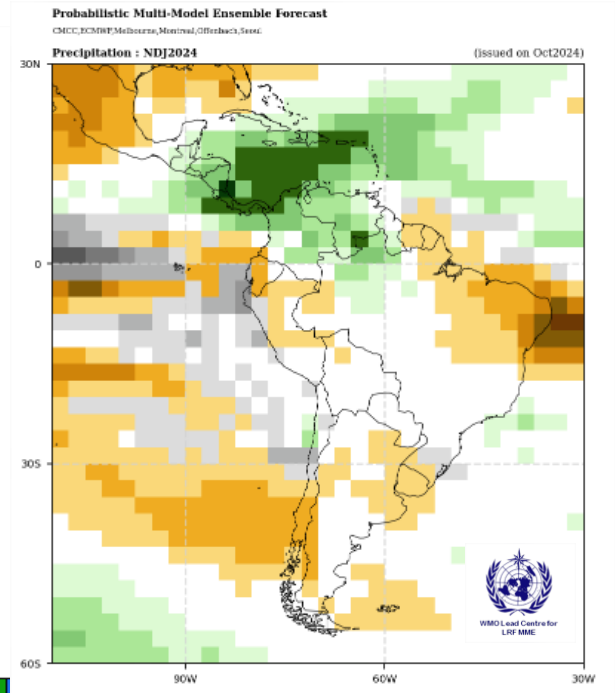 Probabilistic Multi-Model Ensemble Forecast
CMCC,ECMWF,Melbourne,Montreal,Offenbach,Seoul
Precipitation : NDJ2024 (issued on Oct2024)
30N
0
30S
60S
90W 60W 30W
WMO Lead Centre for
LRF MME